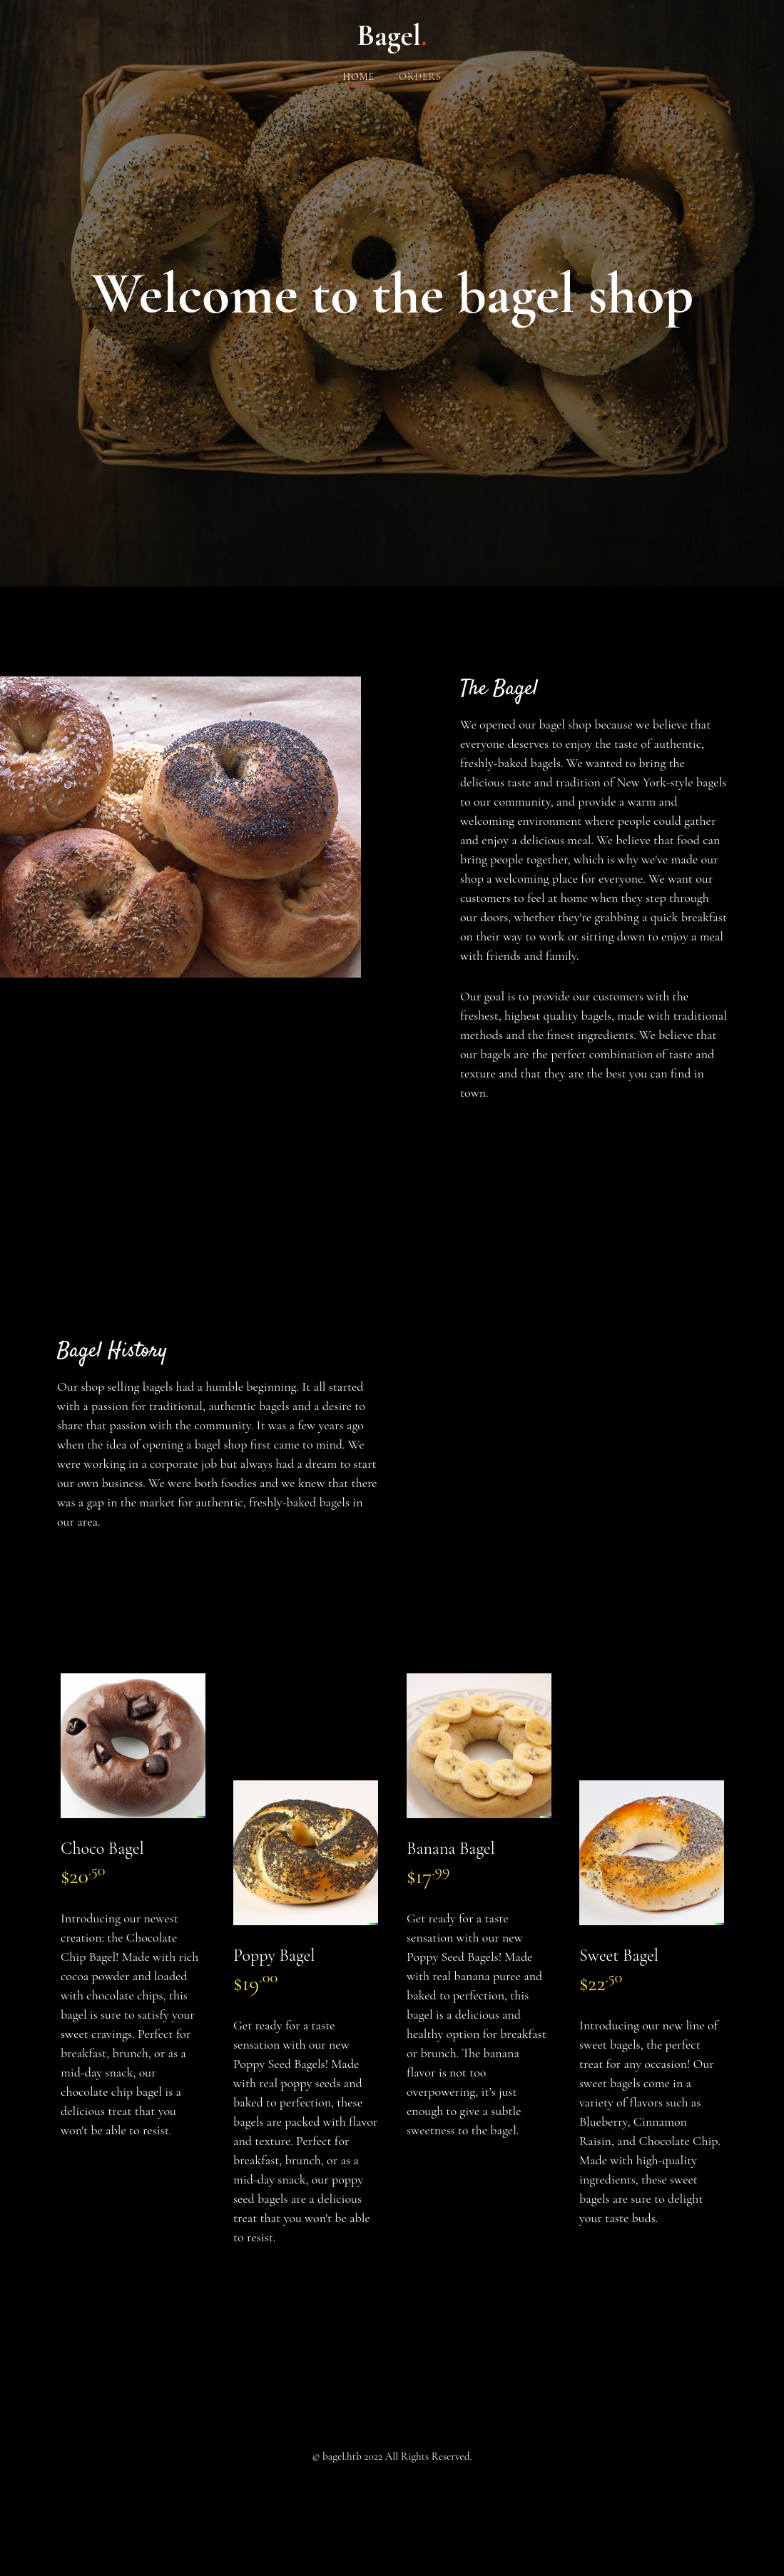 Bagel.
HOME ORDERS
Welcome to the bagel shop
The Bagel
We opened our bagel shop because we believe that
everyone deserves to enjoy the taste of authentic,
freshly-baked bagels. We wanted to bring the
delicious taste and tradition of New York-style bagels
to our community, and provide a warm and
welcoming environment where people could gather
and enjoy a delicious meal. We believe that food can
bring people together, which is why we've made our
shop a welcoming place for everyone. We want our
customers to feel at home when they step through
our doors, whether they're grabbing a quick breakfast
on their way to work or sitting down to enjoy a meal
with friends and family.
Our goal is to provide our customers with the
freshest, highest quality bagels, made with traditional
methods and the finest ingredients. We believe that
our bagels are the perfect combination of taste and
texture and that they are the best you can find in
town.
Bagel History
Our shop selling bagels had a humble beginning. It all started
with a passion for traditional, authentic bagels and a desire to
share that passion with the community. It was a few years ago
when the idea of opening a bagel shop first came to mind. We
were working in a corporate job but always had a dream to start
our own business. We were both foodies and we knew that there
was a gap in the market for authentic, freshly-baked bagels in
our area.
Choco Bagel
$20.50
Introducing our newest
creation: the Chocolate
Chip Bagel! Made with rich
cocoa powder and loaded
with chocolate chips, this
bagel is sure to satisfy your
sweet cravings. Perfect for
breakfast, brunch, or as a
mid-day snack, our
chocolate chip bagel is a
delicious treat that you
won't be able to resist.
Poppy Bagel
$19.00
Get ready for a taste
sensation with our new
Poppy Seed Bagels! Made
with real poppy seeds and
baked to perfection, these
bagels are packed with flavor
and texture. Perfect for
breakfast, brunch, or as a
mid-day snack, our poppy
seed bagels are a delicious
treat that you won't be able
to resist.
Banana Bagel
$17.99
Get ready for a taste
sensation with our new
Poppy Seed Bagels! Made
with real banana puree and
baked to perfection, this
bagel is a delicious and
healthy option for breakfast
or brunch. The banana
flavor is not too
overpowering, it's just
enough to give a subtle
sweetness to the bagel.
Sweet Bagel
$22.50
Introducing our new line of
sweet bagels, the perfect
treat for any occasion! Our
sweet bagels come in a
variety of flavors such as
Blueberry, Cinnamon
Raisin, and Chocolate Chip.
Made with high-quality
ingredients, these sweet
bagels are sure to delight
your taste buds.
© bagel.htb 2022 All Rights Reserved.